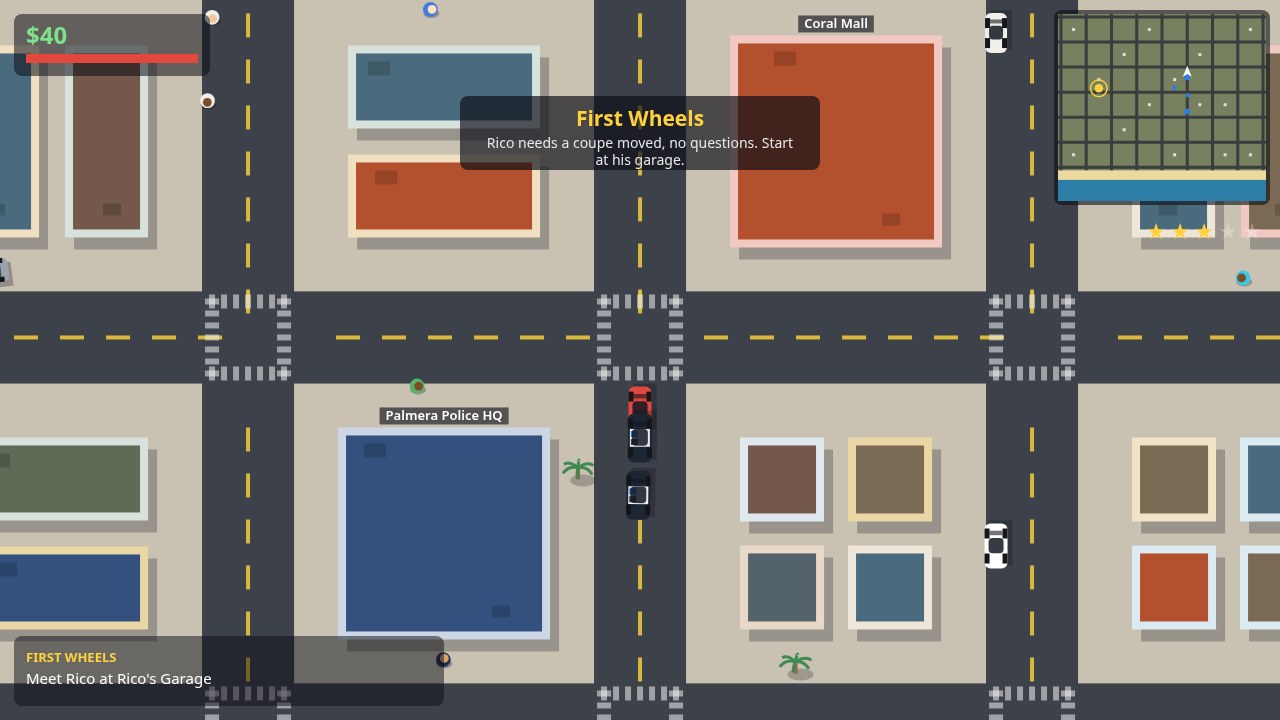 $40
Coral Mall
First Wheels
Rico needs a coupe moved, no questions. Start
at his garage.
Palmera Police HQ
FIRST WHEELS
Meet Rico at Rico's Garage